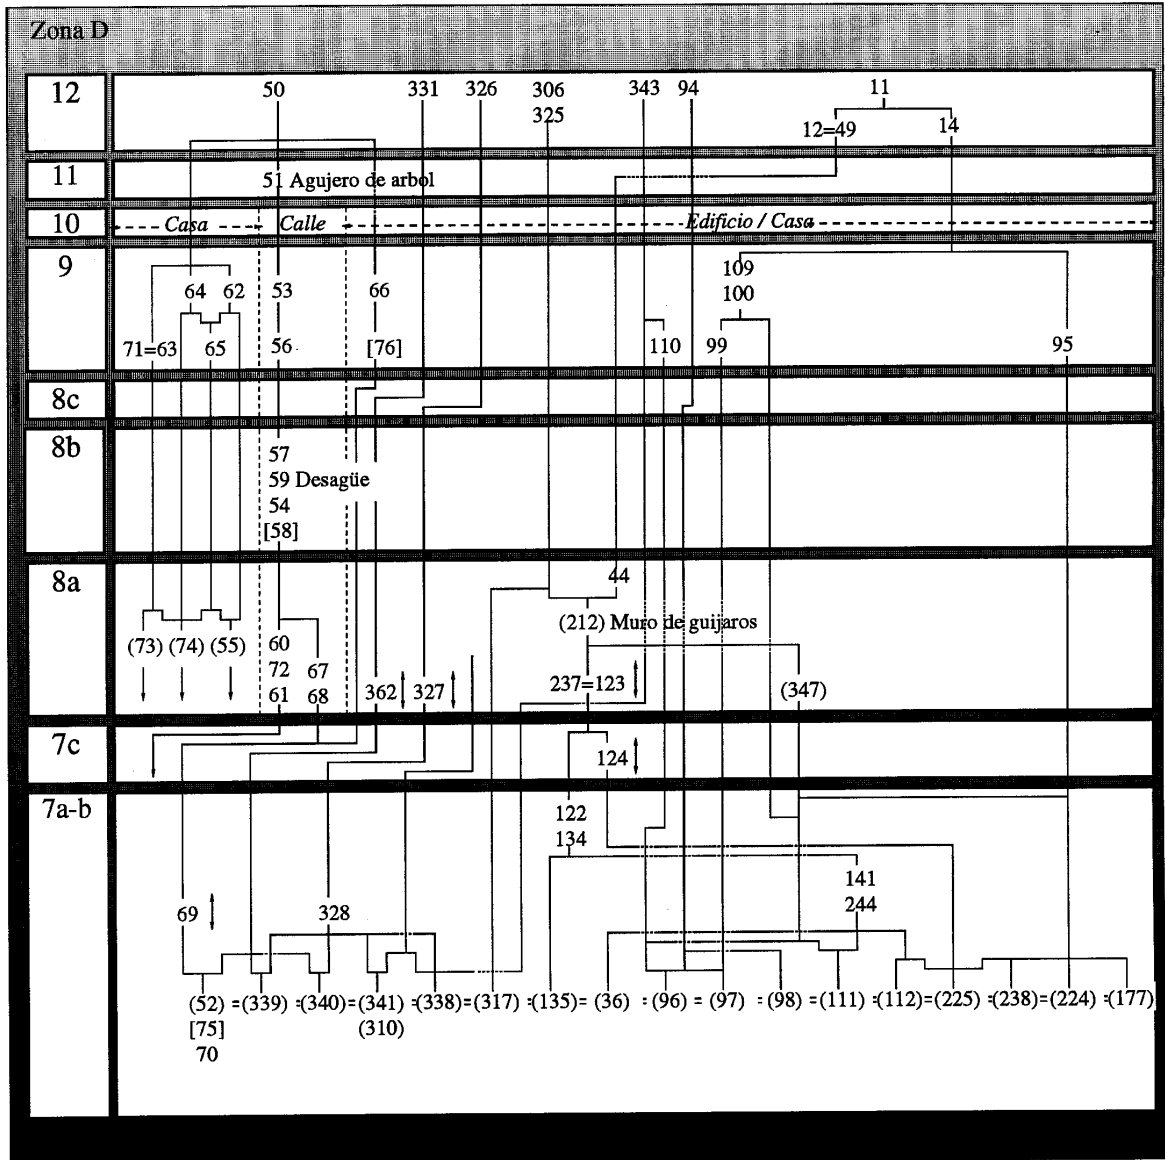 Zona D
12
50 331 326 306 343 94 11
325 12=49 14
11
51 Agujero de arbol
10
Casa Calle Edificio / Casa
9
109
64 62 53 66 100
71=63 65 56 [76] 110 99 95
8c
8b
57
59 Desagüe
54
[58]
8a
44
(212) Muro de guijaros
(73) (74) (55) 60
72 67
237=123 (347)
61 68 362 327
7c
124
7a-b
122
134
141
244
69 328
(52) =(339) =(340)=(341) =(338)=(317) =(135)= (36) =(96) =(97) =(98) =(111) =(112)=(225) =(238)=(224) =(177)
[75] (310)
70